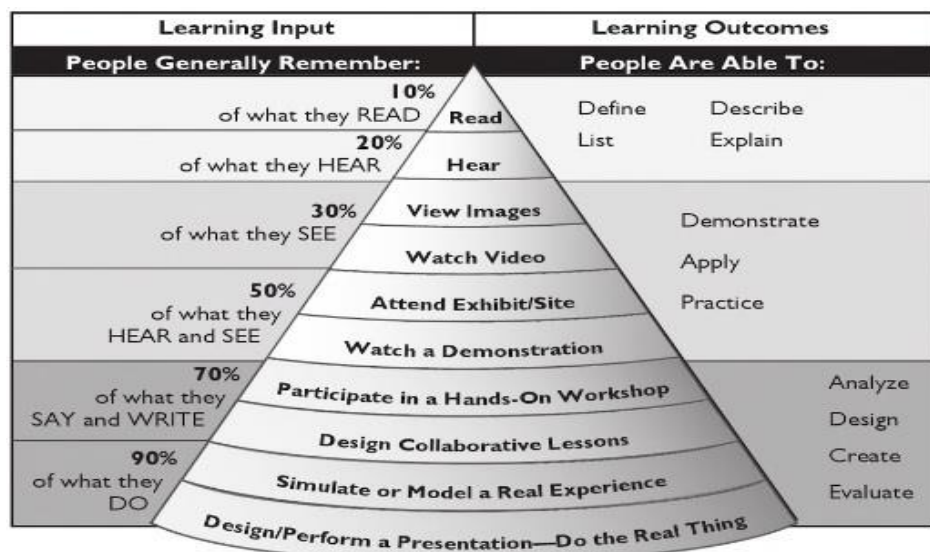 Learning Input
Learning Outcomes
People Generally Remember:
People Are Able To:
10%
of what they READ
20%
of what they HEAR
30%
of what they SEE
50%
of what they
HEAR and SEE
70%
of what they
SAY and WRITE
90%
of what they
DO
Read
Hear
View Images
Watch Video
Attend Exhibit/Site
Watch a Demonstration
Participate in a Hands-On Workshop
Design Collaborative Lessons
Simulate or Model a Real Experience
Design/Perform a Presentation—Do the Real Thing
Define Describe
List Explain
Demonstrate
Apply
Practice
Analyze
Design
Create
Evaluate